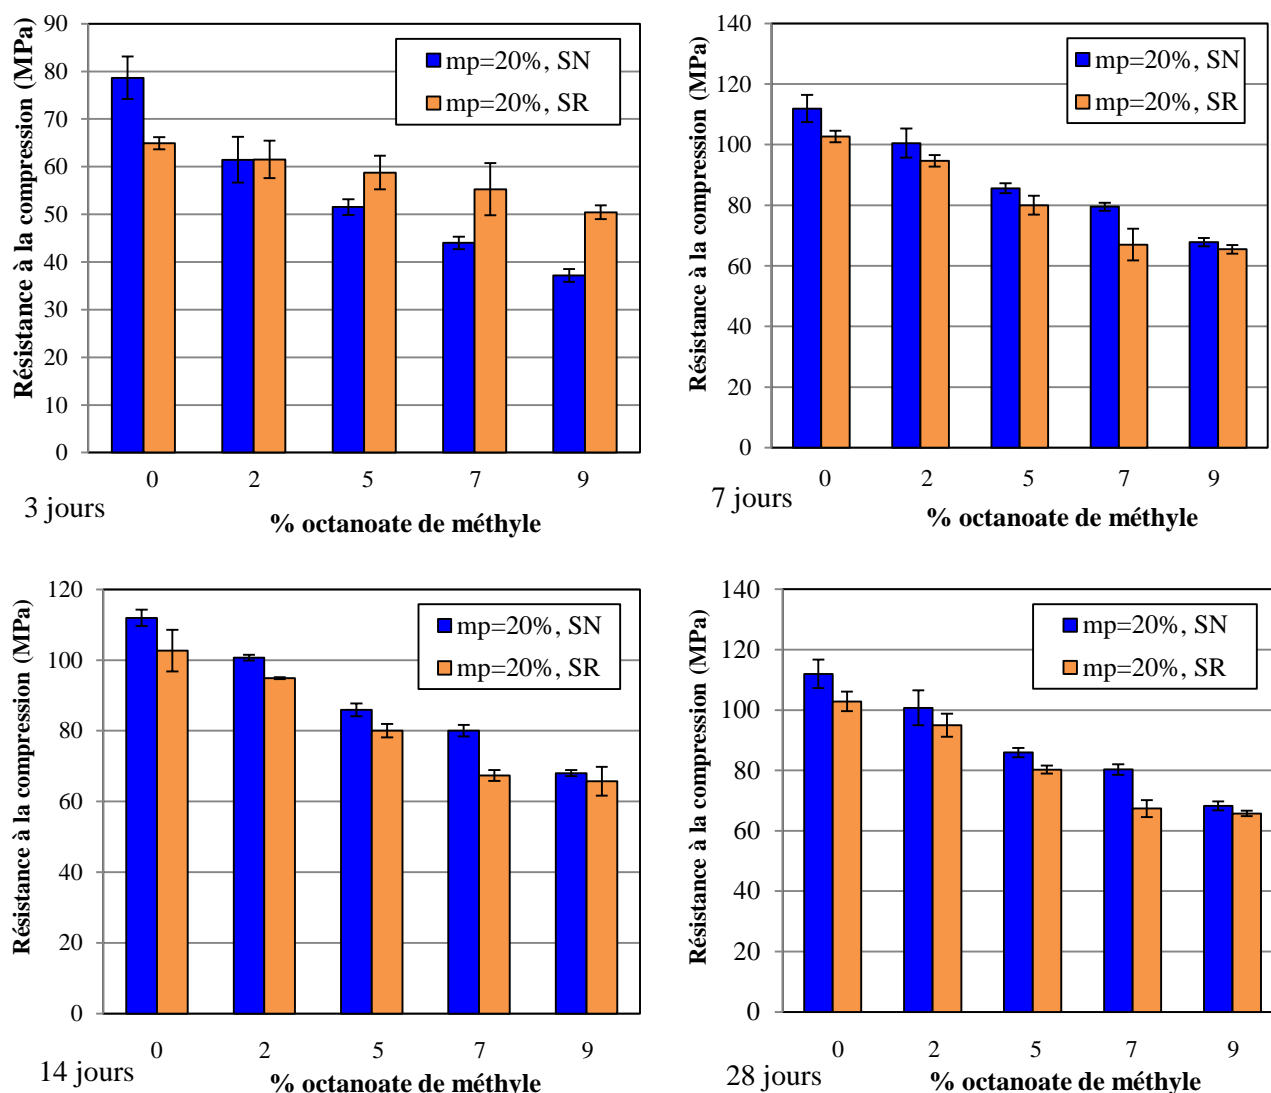 Résistance à la compression (MPa)
90
80
70
60
50
40
30
20
10
0
mp=20%, SN
mp=20%, SR
0 2 5 7 9
3 jours
% octanoate de méthyle
Résistance à la compression (MPa)
140
120
100
80
60
40
20
0
mp=20%, SN
mp=20%, SR
0 2 5 7 9
7 jours
% octanoate de méthyle
Résistance à la compression (MPa)
120
100
80
60
40
20
0
mp=20%, SN
mp=20%, SR
0 2 5 7 9
14 jours
% octanoate de méthyle
Résistance à la compression (MPa)
140
120
100
80
60
40
20
0
mp=20%, SN
mp=20%, SR
0 2 5 7 9
28 jours
% octanoate de méthyle